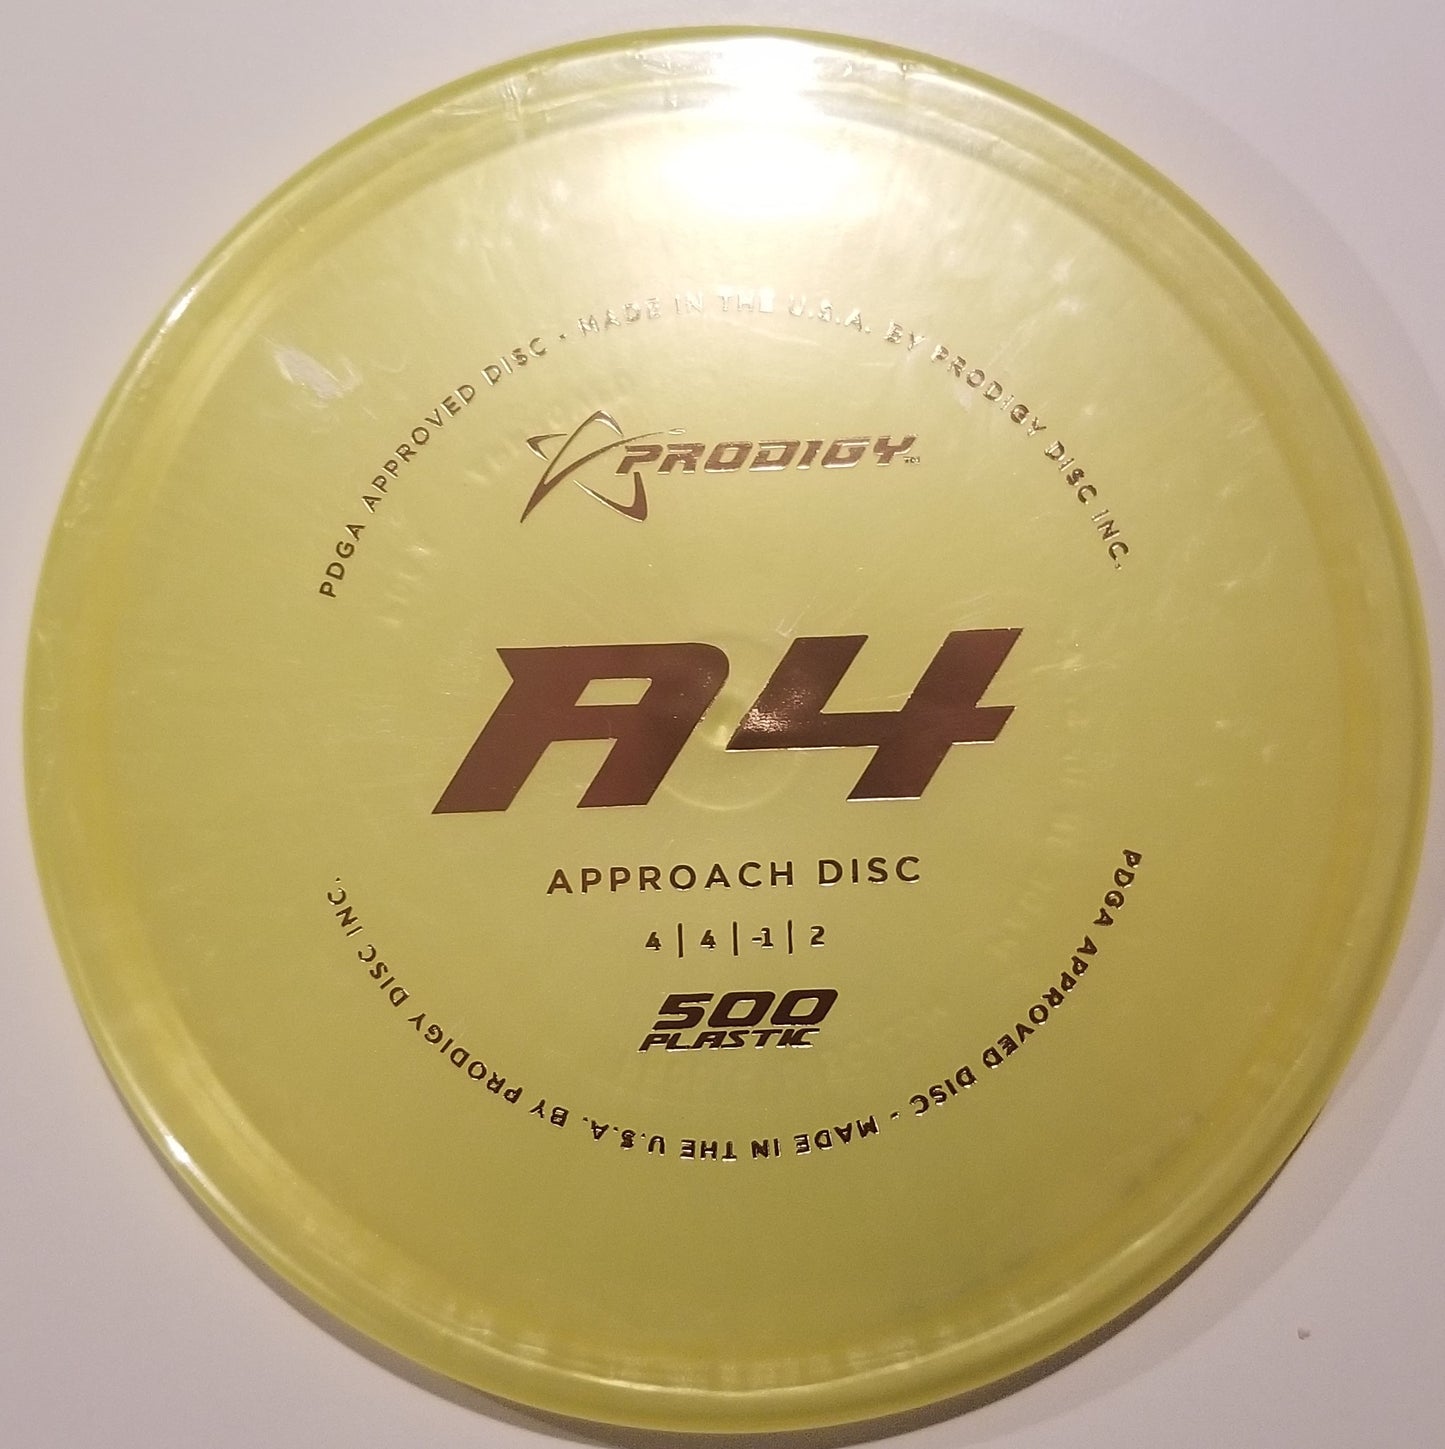 PDGA APPROVED DISC - MADE IN THE U.S.A. BY PRODIGY DISC INC.
PRODIGY™
A4
APPROACH DISC
4 | 4 | -1 | 2
500
PLASTIC
PDGA APPROVED DISC - MADE IN THE U.S.A. BY PRODIGY DISC INC.